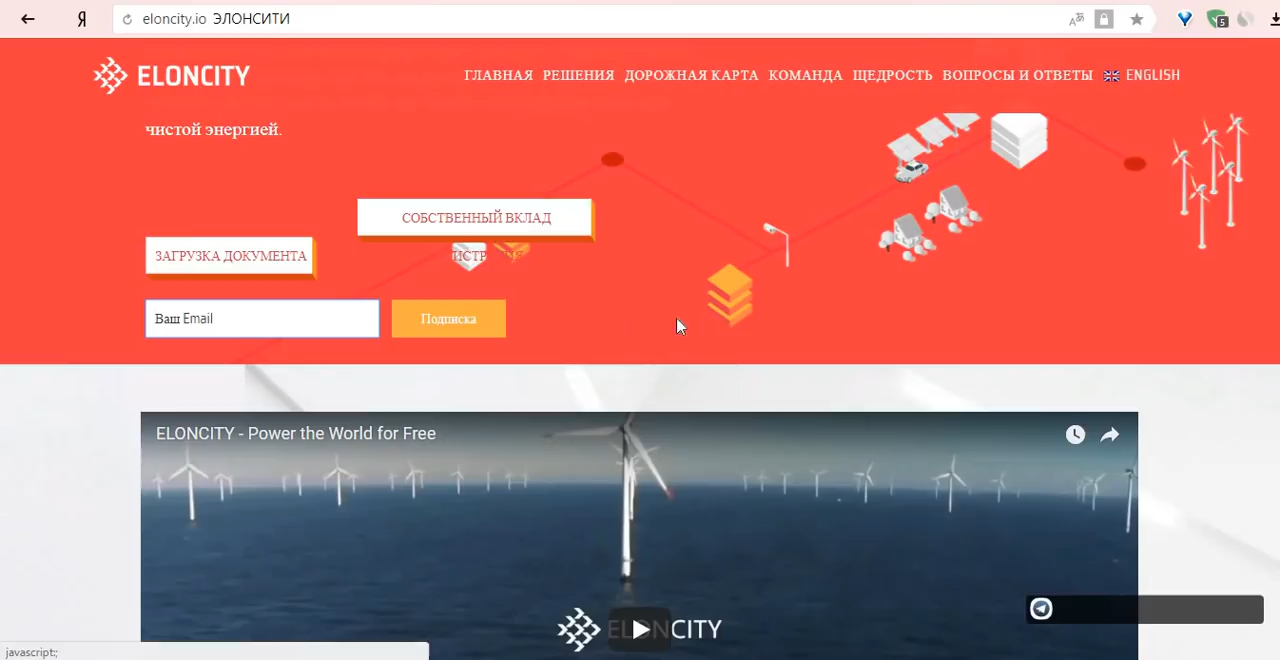 Я eloncity.io ЭЛОНСИТИ
5
ELONCITY ГЛАВНАЯ РЕШЕНИЯ ДОРОЖНАЯ КАРТА КОМАНДА ЩЕДРОСТЬ ВОПРОСЫ И ОТВЕТЫ ENGLISH
чистой энергией.
СОБСТВЕННЫЙ ВКЛАД
ЗАГРУЗКА ДОКУМЕНТА
Ваш Email Подписка
ELONCITY - Power the World for Free
ELONCITY
javascript:;